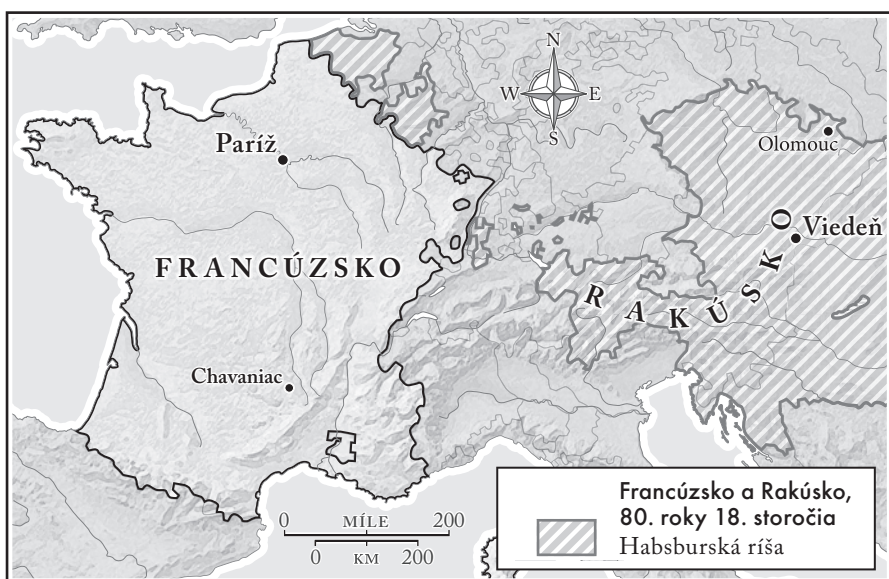 N
W E
S
Paríž
Olomouc
Viedeň
FRANCÚZSKO
RAKÚSKO
Chavaniac
0 MÍLE 200
0 KM 200
Francúzsko a Rakúsko,
80. roky 18. storočia
Habsburská ríša